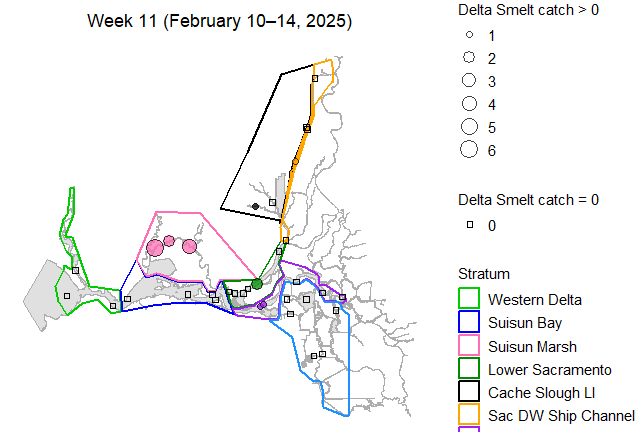 Week 11 (February 10–14, 2025)
Delta Smelt catch > 0
1
2
3
4
5
6
Delta Smelt catch = 0
0
Stratum
Western Delta
Suisun Bay
Suisun Marsh
Lower Sacramento
Cache Slough LI
Sac DW Ship Channel